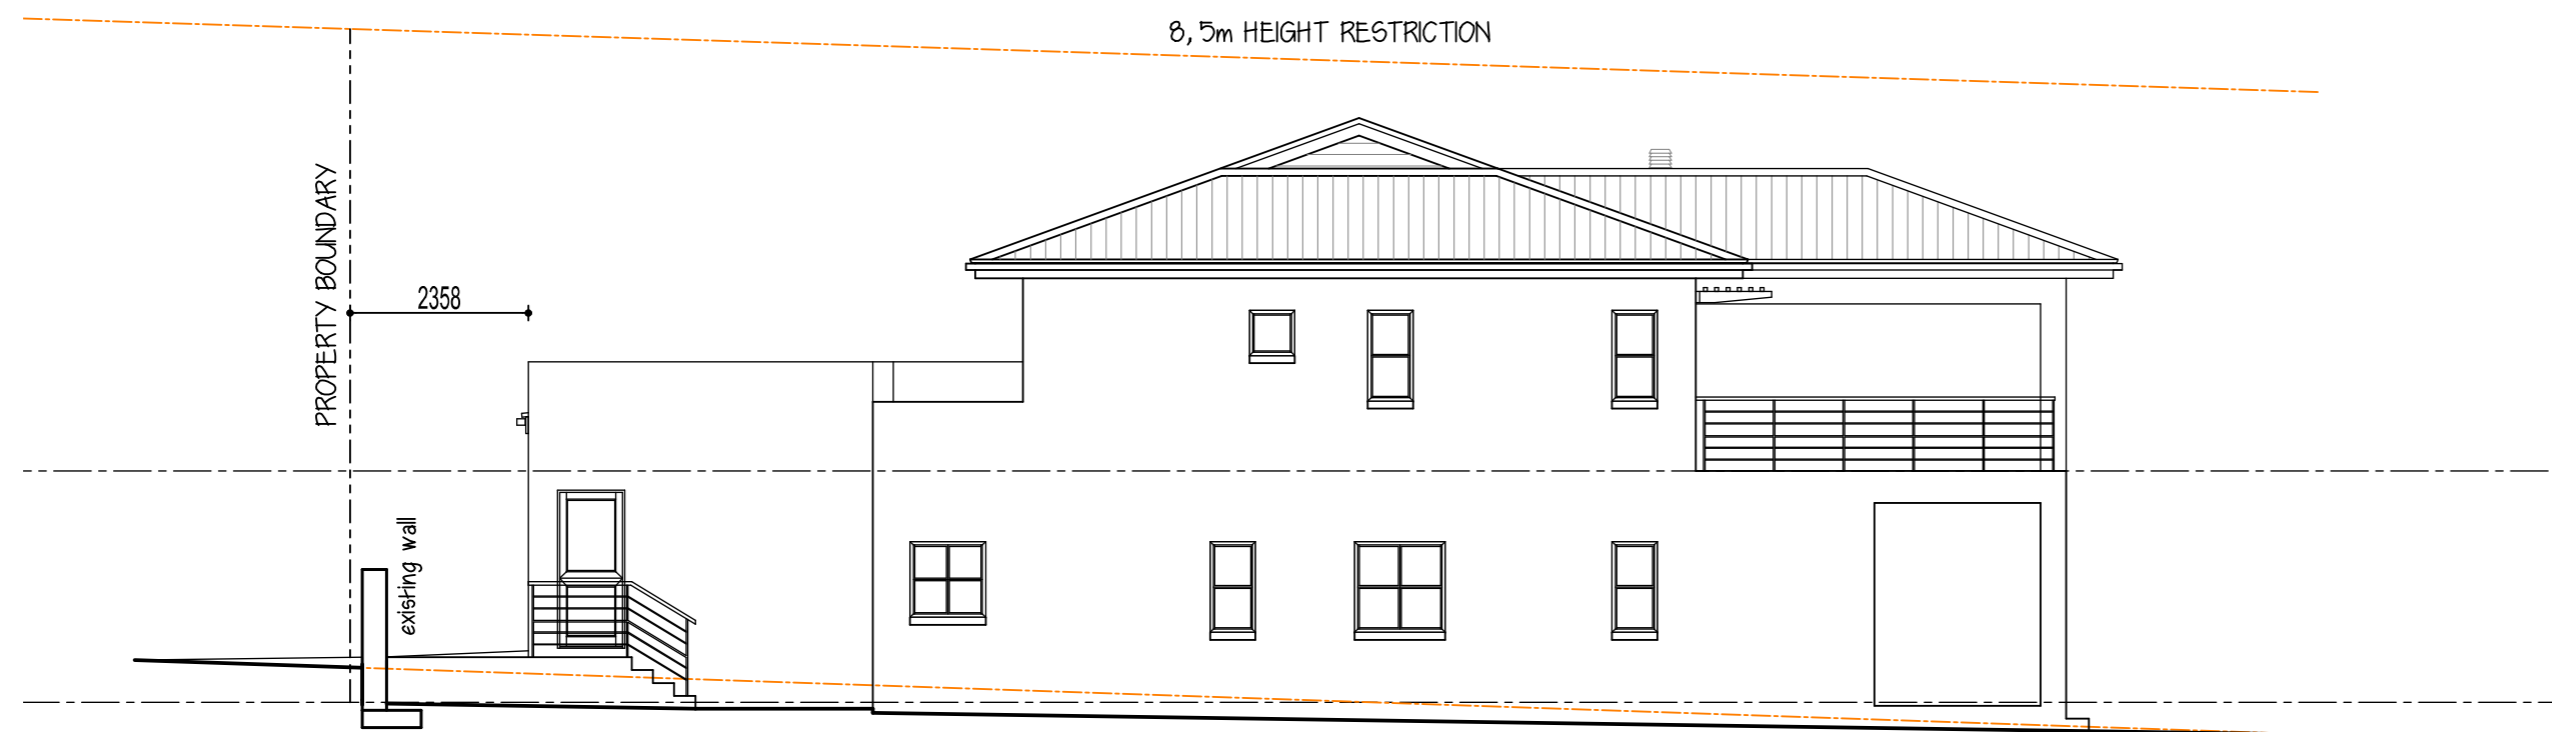 8,5m HEIGHT RESTRICTION
PROPERTY BOUNDARY
2358
existing wall